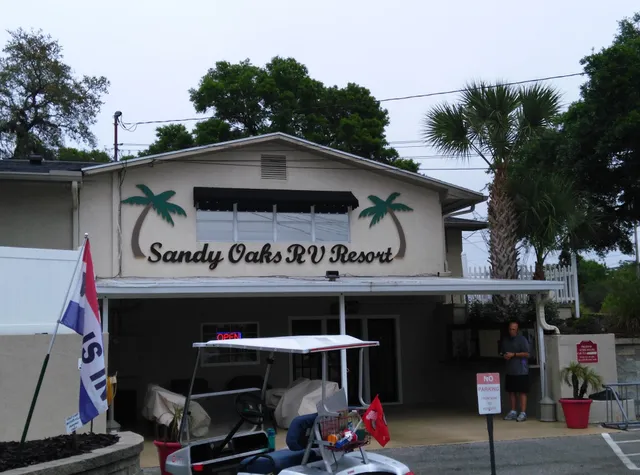 Sandy Oaks RV Resort
OPEN
NO
PARKING